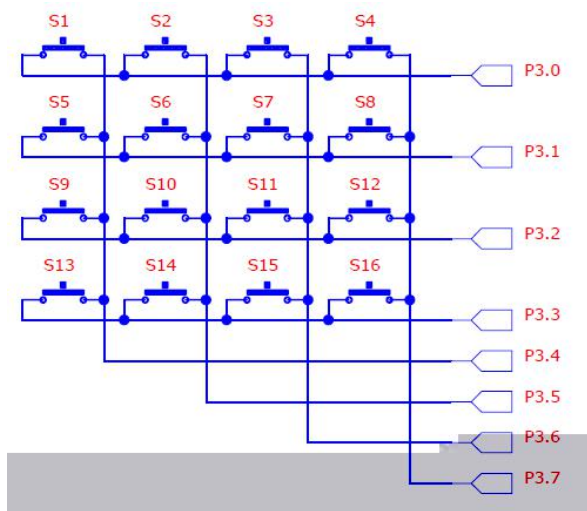 S1 S2 S3 S4
P3.0
S5 S6 S7 S8
P3.1
S9 S10 S11 S12
P3.2
S13 S14 S15 S16
P3.3
P3.4
P3.5
P3.6
P3.7